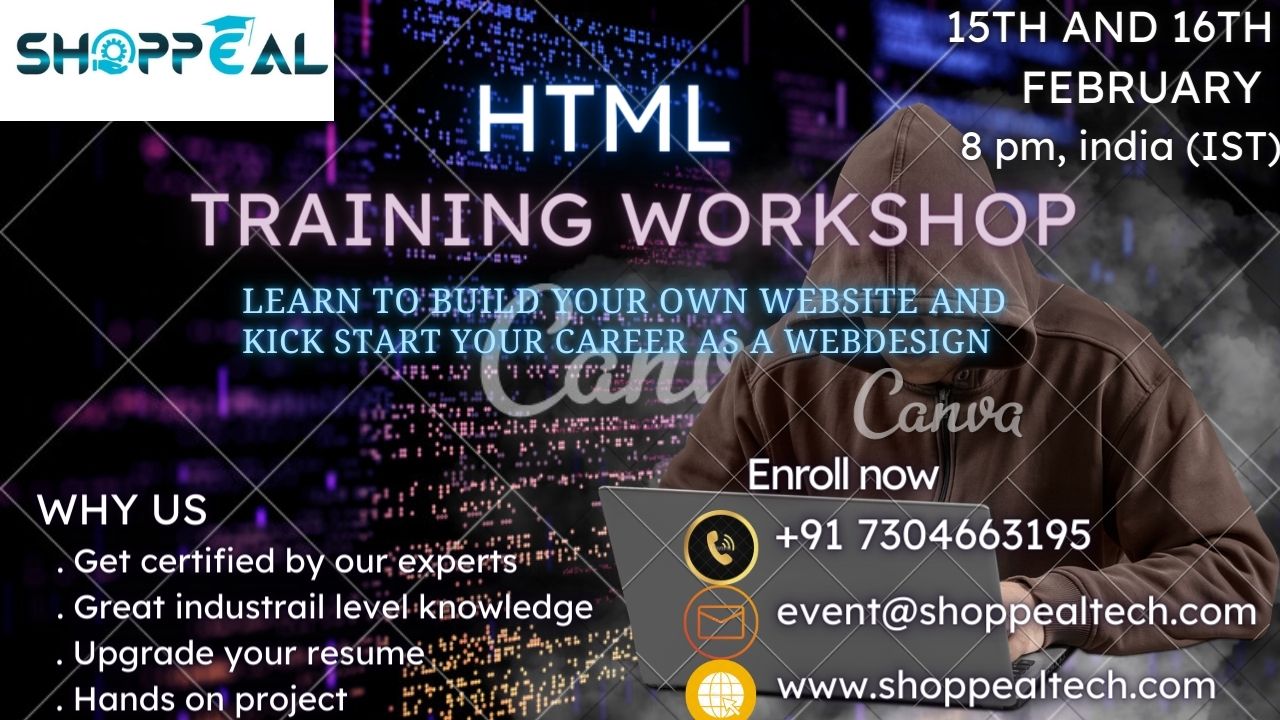 SHOPPEAL
15TH AND 16TH
FEBRUARY
8 pm, india (IST)
HTML
TRAINING WORKSHOP
LEARN TO BUILD YOUR OWN WEBSITE AND
KICK START YOUR CAREER AS A WEBDESIGN
Canva
Canva
WHY US
. Get certified by our experts
. Great industrail level knowledge
. Upgrade your resume
. Hands on project
Enroll now
+91 7304663195
event@shoppealtech.com
www.shoppealtech.com